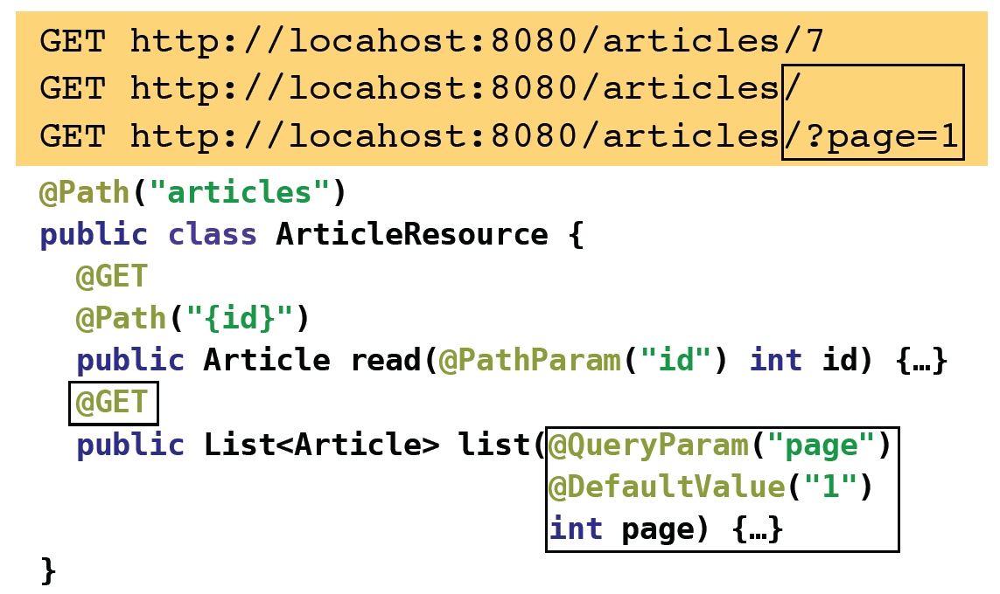 GET http://locahost:8080/articles/7
GET http://locahost:8080/articles/
GET http://locahost:8080/articles/?page=1
@Path("articles")
public class ArticleResource {
@GET
@Path("{id}")
public Article read(@PathParam("id") int id) {…}
@GET
public List<Article> list(@QueryParam("page")
@DefaultValue("1")
int page) {…}
}